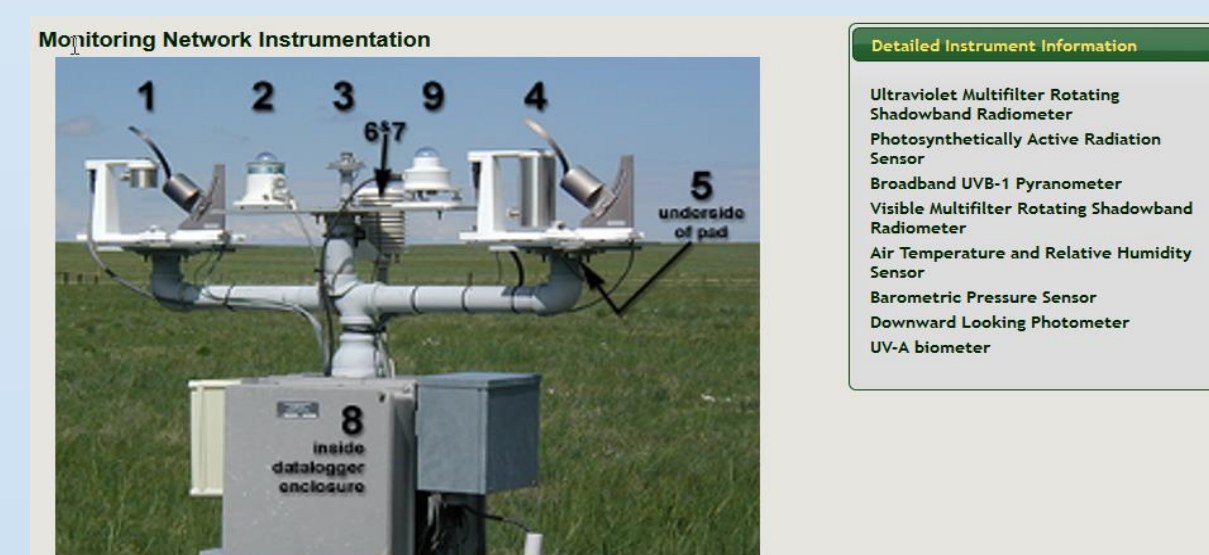 Monitoring Network Instrumentation
1 2 3 9 4
6&7
5
underside
of pad
8
inside
datalogger
enclosure
Detailed Instrument Information
Ultraviolet Multifilter Rotating
Shadowband Radiometer
Photosynthetically Active Radiation
Sensor
Broadband UVB-1 Pyranometer
Visible Multifilter Rotating Shadowband
Radiometer
Air Temperature and Relative Humidity
Sensor
Barometric Pressure Sensor
Downward Looking Photometer
UV-A biometer